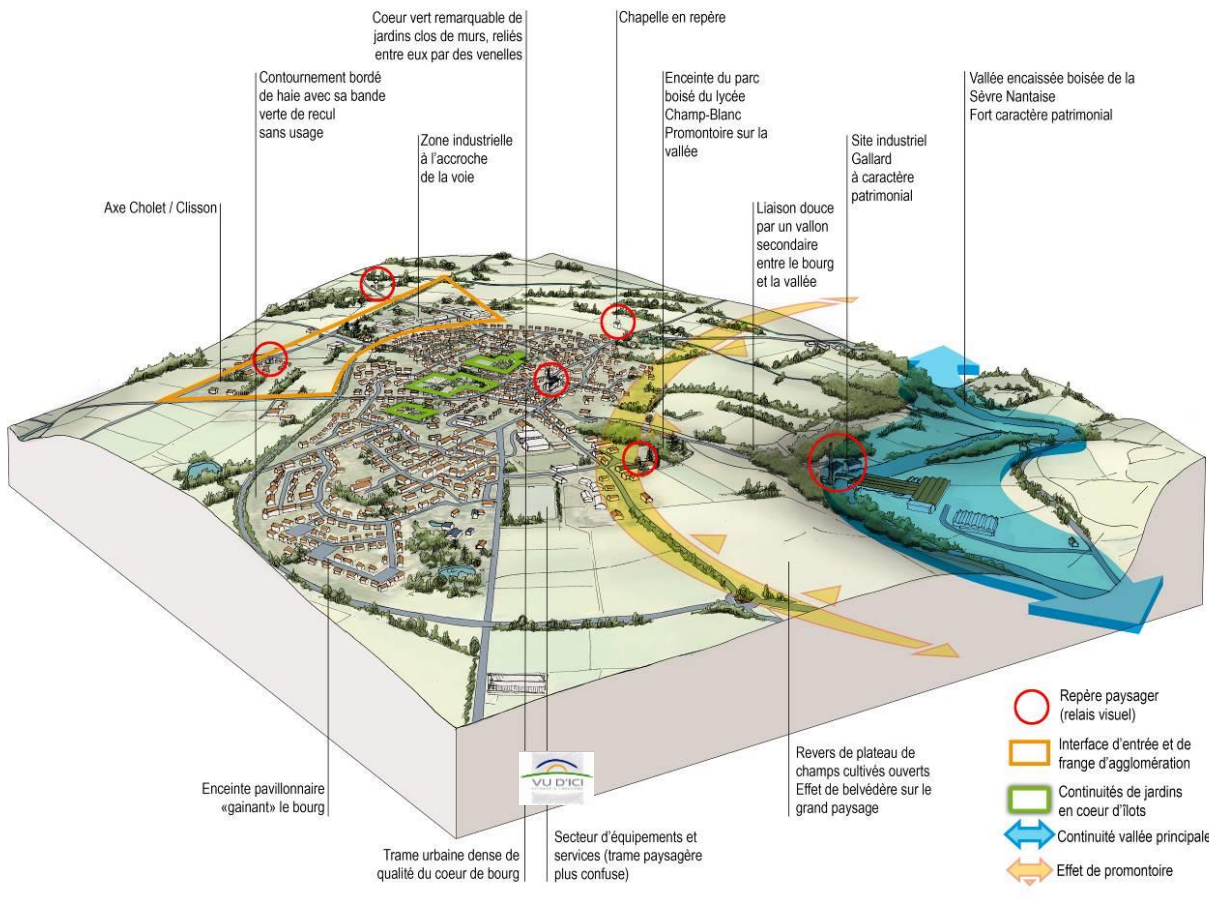 Coeur vert remarquable de
jardins clos de murs, reliés
entre eux par des venelles
Chapelle en repère
Contournement bordé
de haie avec sa bande
verte de recul
sans usage
Enceinte du parc
boisé du lycée
Champ-Blanc
Promontoire sur la
vallée
Vallée encaissée boisée de la
Sèvre Nantaise
Fort caractère patrimonial
Zone industrielle
à l'accroche
de la voie
Site industriel
Gallard
à caractère
patrimonial
Axe Cholet / Clisson
Liaison douce
par un vallon
secondaire
entre le bourg
et la vallée
Repère paysager
(relais visuel)
Interface d'entrée et de
frange d'agglomération
Continuités de jardins
en coeur d'îlots
Continuité vallée principale
Effet de promontoire
Enceinte pavillonnaire
«gainant» le bourg
VU D'ICI
Revers de plateau de
champs cultivés ouverts
Effet de belvédère sur le
grand paysage
Trame urbaine dense de
qualité du coeur de bourg
Secteur d'équipements et
services (trame paysagère
plus confuse)